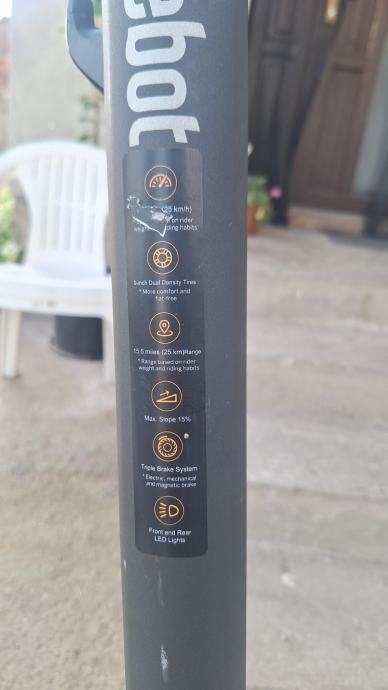 ebot
(25 km/h)
on rider
weight riding habits
9-inch Dual Density Tires
* More comfort and
flat-free
15.5 miles (25 km)Range
* Range based on rider
weight and riding habits
Max. Slope 15%
Triple Brake System
* Electric, mechanical
and magnetic brake
Front and Rear
LED Lights